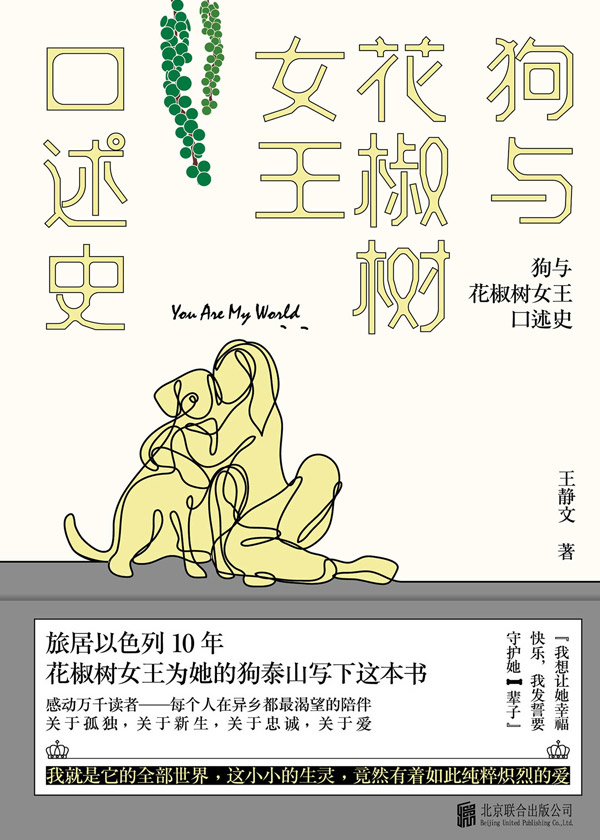 狗与
花椒树
女王
口述史
狗与
花椒树女王
口述史
You Are My World
王静文 著
旅居以色列 10 年
花椒树女王为她的狗泰山写下这本书
感动万千读者——每个人在异乡都最渴望的陪伴
关于孤独，关于新生，关于忠诚，关于爱
『我想让她幸福
快乐，我发誓要
守护她一辈子』
我就是它的全部世界，这小小的生灵，竟然有着如此纯粹炽烈的爱
北京联合出版公司
Beijing United Publishing Co.,Ltd.